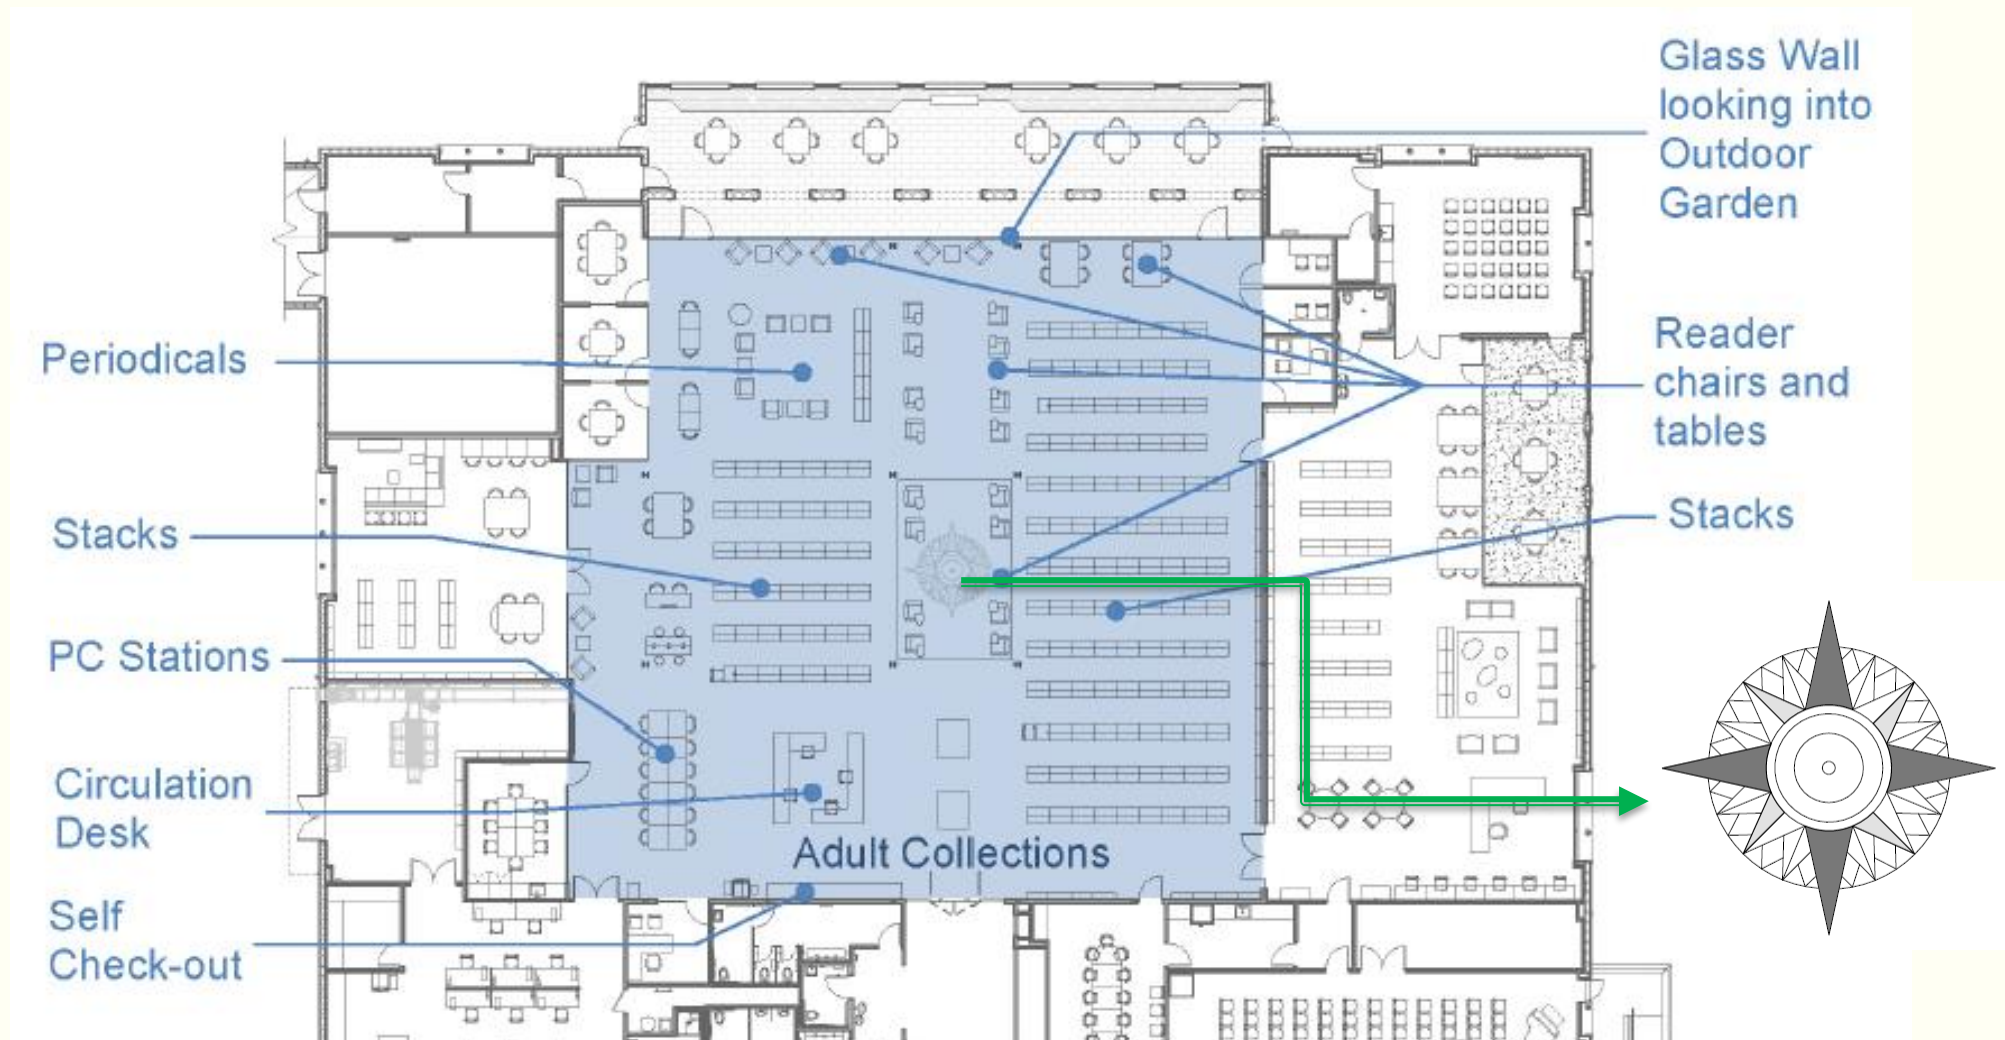 Glass Wall
looking into
Outdoor
Garden
Periodicals
Reader
chairs and
tables
Stacks
Stacks
PC Stations
Circulation
Desk
Adult Collections
Self
Check-out